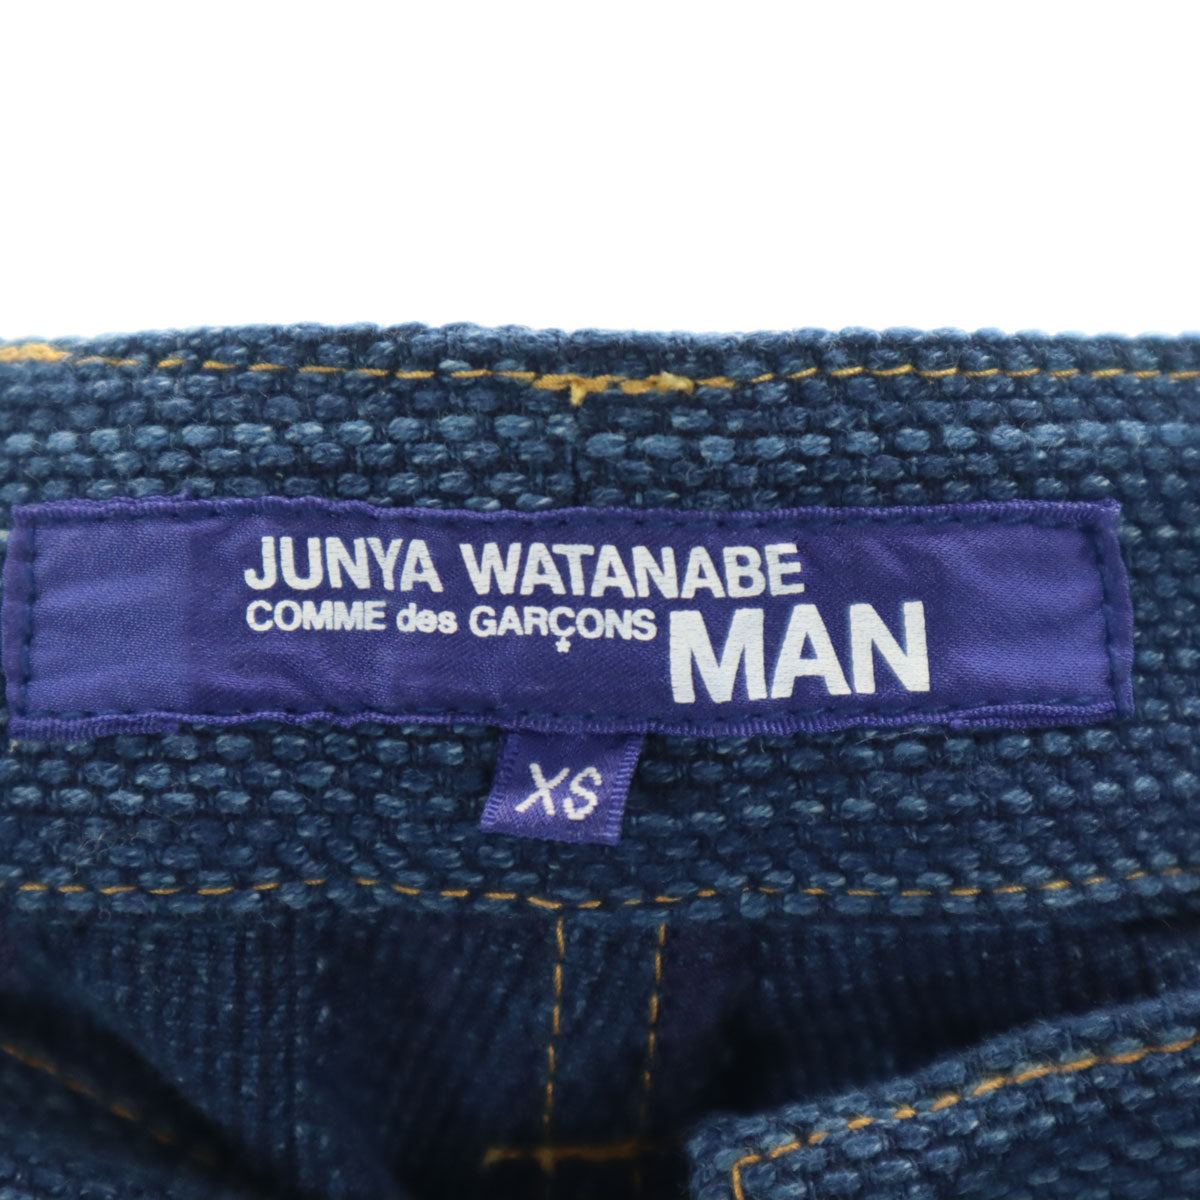 JUNYA WATANABE
COMME des GARÇONS
MAN
XS